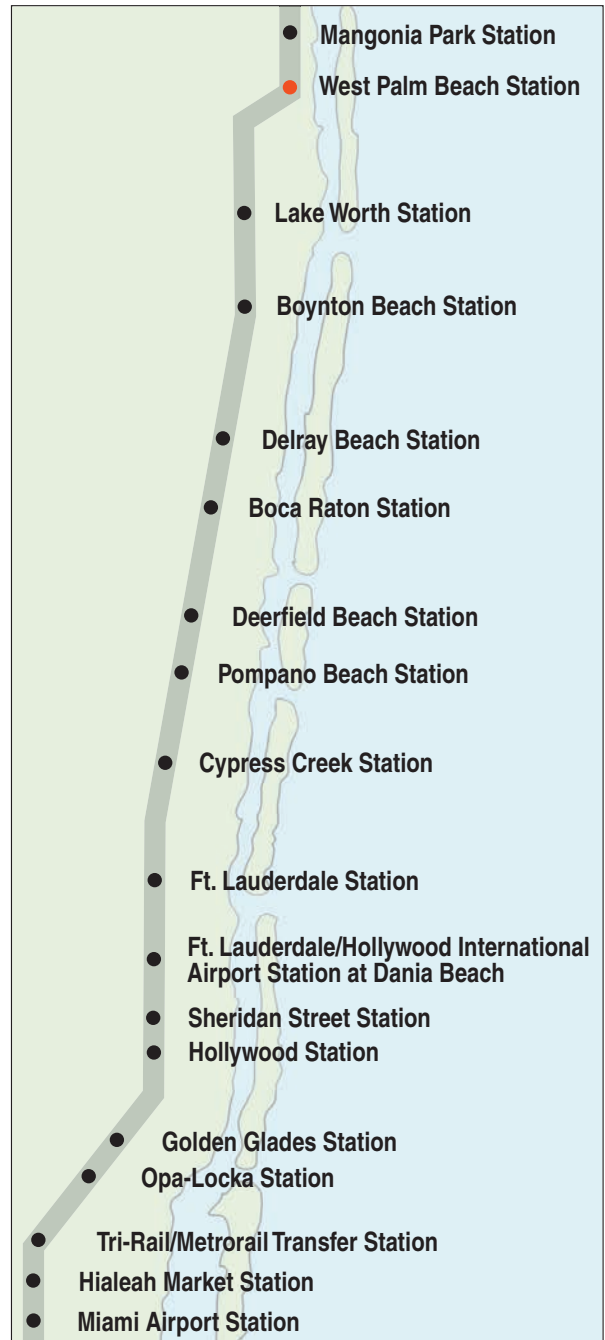 Mangonia Park Station
West Palm Beach Station
Lake Worth Station
Boynton Beach Station
Delray Beach Station
Boca Raton Station
Deerfield Beach Station
Pompano Beach Station
Cypress Creek Station
Ft. Lauderdale Station
Ft. Lauderdale/Hollywood International
Airport Station at Dania Beach
Sheridan Street Station
Hollywood Station
Golden Glades Station
Opa-Locka Station
Tri-Rail/Metrorail Transfer Station
Hialeah Market Station
Miami Airport Station